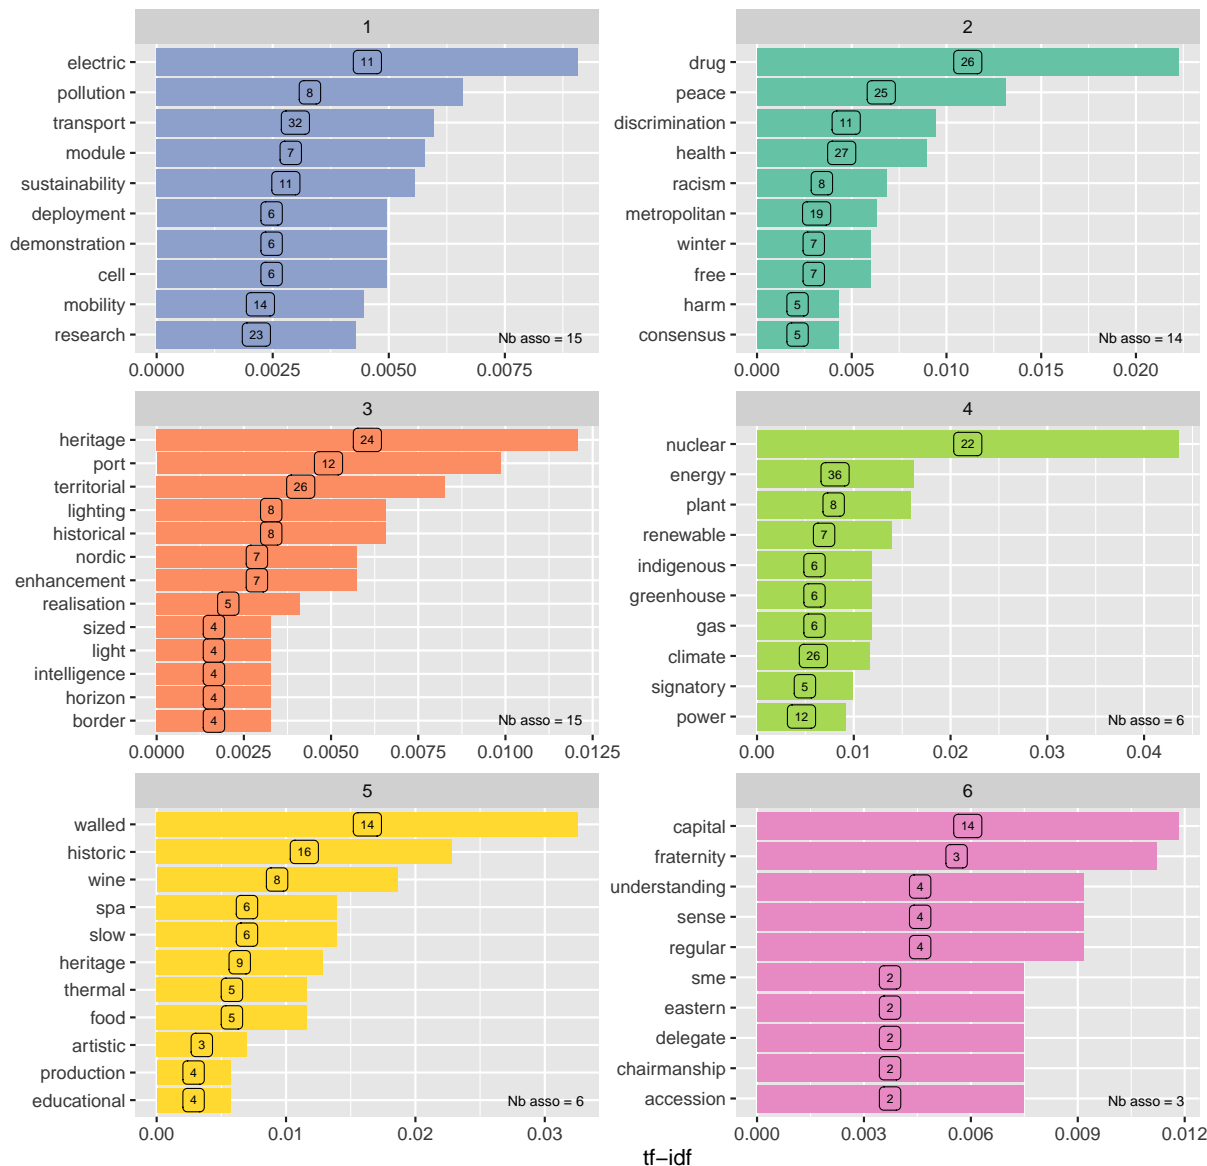 1
electric 11
pollution 8
transport 32
module 7
sustainability 11
deployment 6
demonstration 6
cell 6
mobility 14
research 23
Nb asso = 15
0.0000 0.0025 0.0050 0.0075
2
drug 26
peace 25
discrimination 11
health 27
racism 8
metropolitan 19
winter 7
free 7
harm 5
consensus 5
Nb asso = 14
0.000 0.005 0.010 0.015 0.020
3
heritage 24
port 12
territorial 26
lighting 8
historical 8
nordic 7
enhancement 7
realisation 5
sized 4
light 4
intelligence 4
horizon 4
border 4
Nb asso = 15
0.0000 0.0025 0.0050 0.0075 0.0100 0.0125
4
nuclear 22
energy 36
plant 8
renewable 7
indigenous 6
greenhouse 6
gas 6
climate 26
signatory 5
power 12
Nb asso = 6
0.00 0.01 0.02 0.03 0.04
5
walled 14
historic 16
wine 8
spa 6
slow 6
heritage 9
thermal 5
food 5
artistic 3
production 4
educational 4
Nb asso = 6
0.00 0.01 0.02 0.03
6
capital 14
fraternity 3
understanding 4
sense 4
regular 4
sme 2
eastern 2
delegate 2
chairmanship 2
accession 2
Nb asso = 3
0.000 0.003 0.006 0.009 0.012
tf−idf